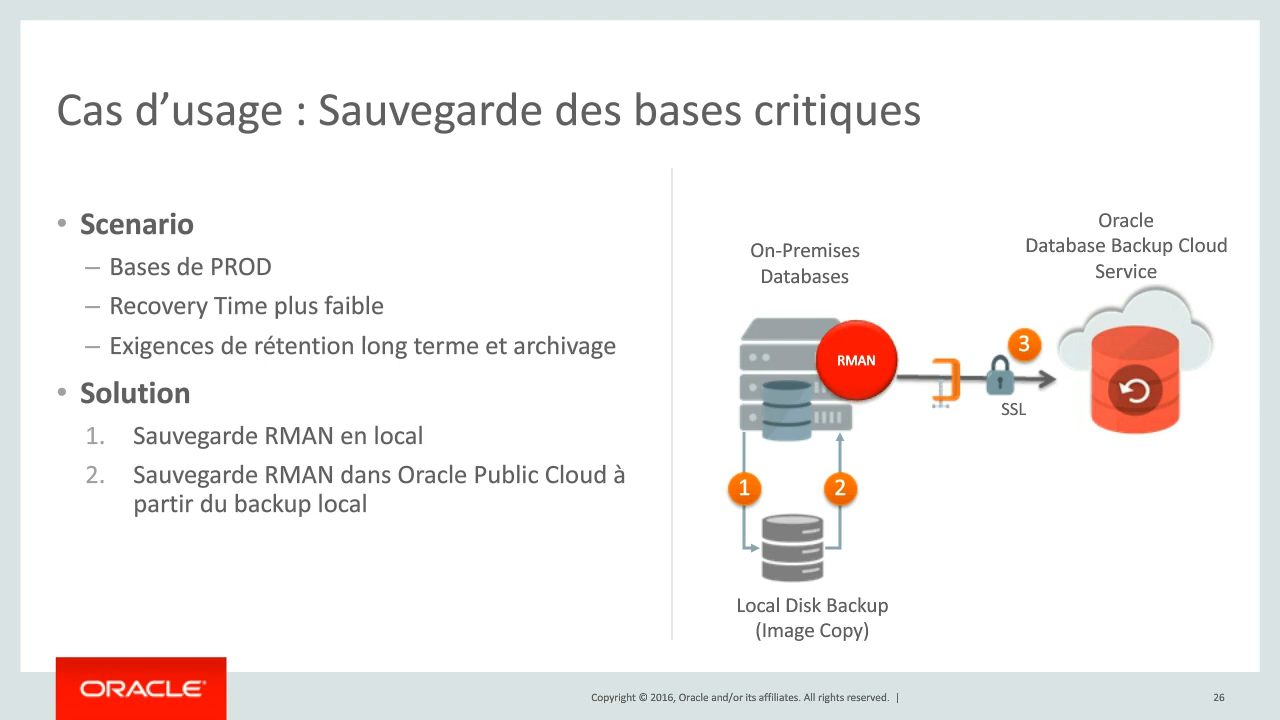 Cas d’usage : Sauvegarde des bases critiques
• Scenario
– Bases de PROD
– Recovery Time plus faible
– Exigences de rétention long terme et archivage
• Solution
1. Sauvegarde RMAN en local
2. Sauvegarde RMAN dans Oracle Public Cloud à
partir du backup local
On-Premises
Databases
Oracle
Database Backup Cloud
Service
RMAN
3
SSL
1
2
Local Disk Backup
(Image Copy)
ORACLE®
Copyright © 2016, Oracle and/or its affiliates. All rights reserved. |
26